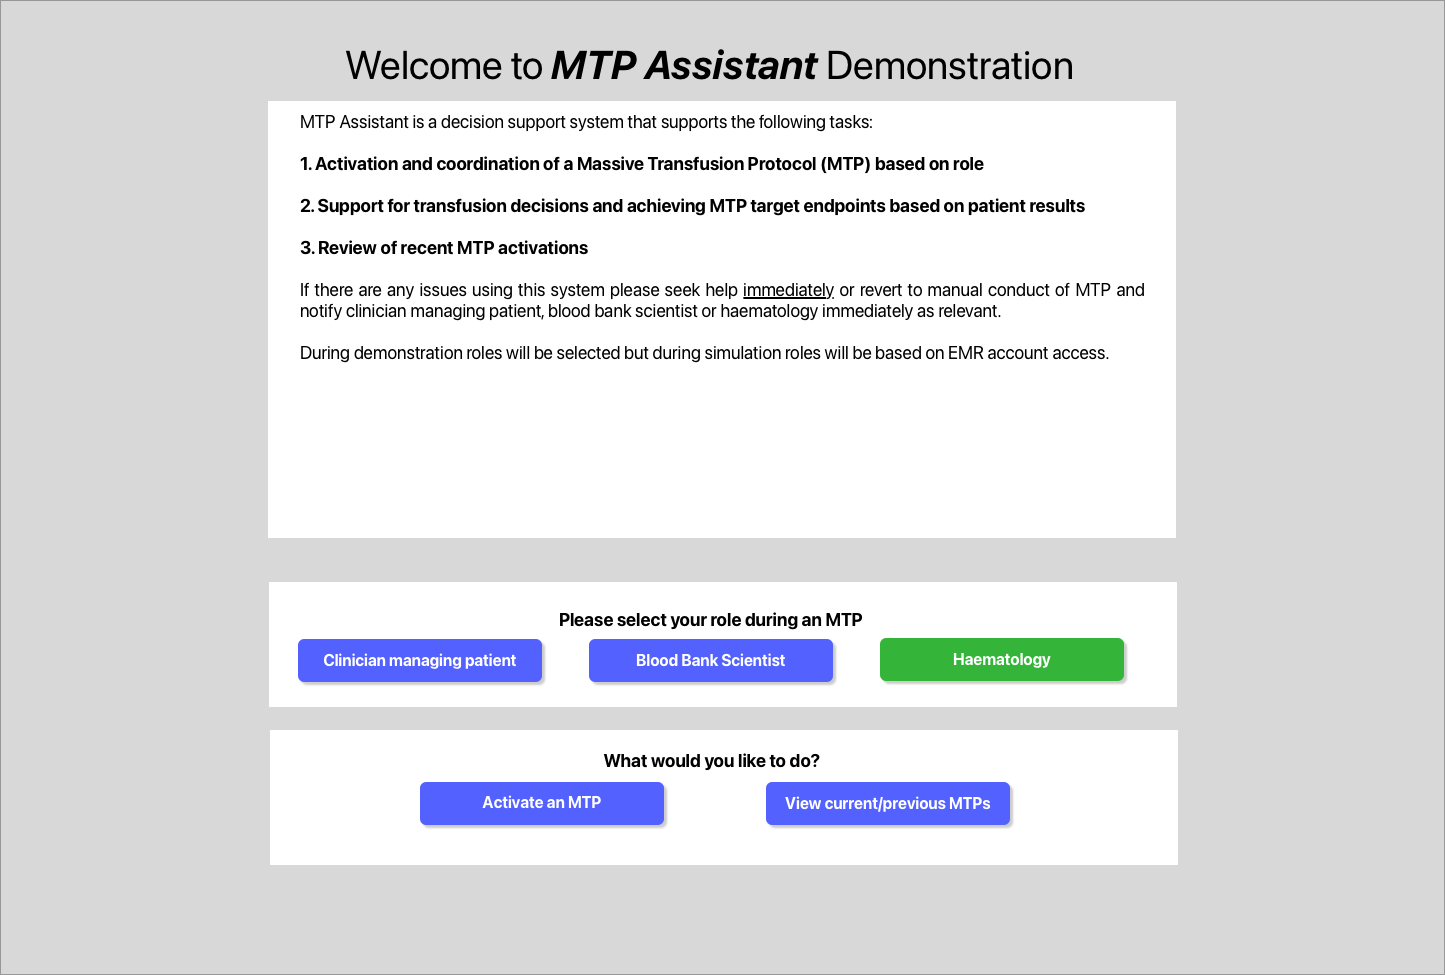 Welcome to MTP Assistant Demonstration
MTP Assistant is a decision support system that supports the following tasks:
1. Activation and coordination of a Massive Transfusion Protocol (MTP) based on role
2. Support for transfusion decisions and achieving MTP target endpoints based on patient results
3. Review of recent MTP activations
If there are any issues using this system please seek help immediately or revert to manual conduct of MTP and
notify clinician managing patient, blood bank scientist or haematology immediately as relevant.
During demonstration roles will be selected but during simulation roles will be based on EMR account access.
Please select your role during an MTP
Clinician managing patient
Blood Bank Scientist
Haematology
What would you like to do?
Activate an MTP
View current/previous MTPs